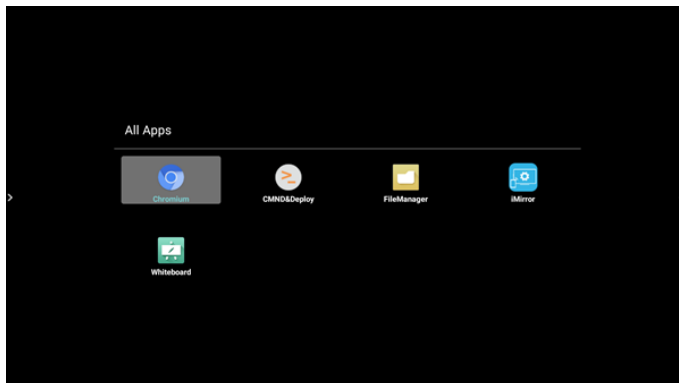 All Apps
Chromium
CMND&Deploy
FileManager
iMirror
Whiteboard